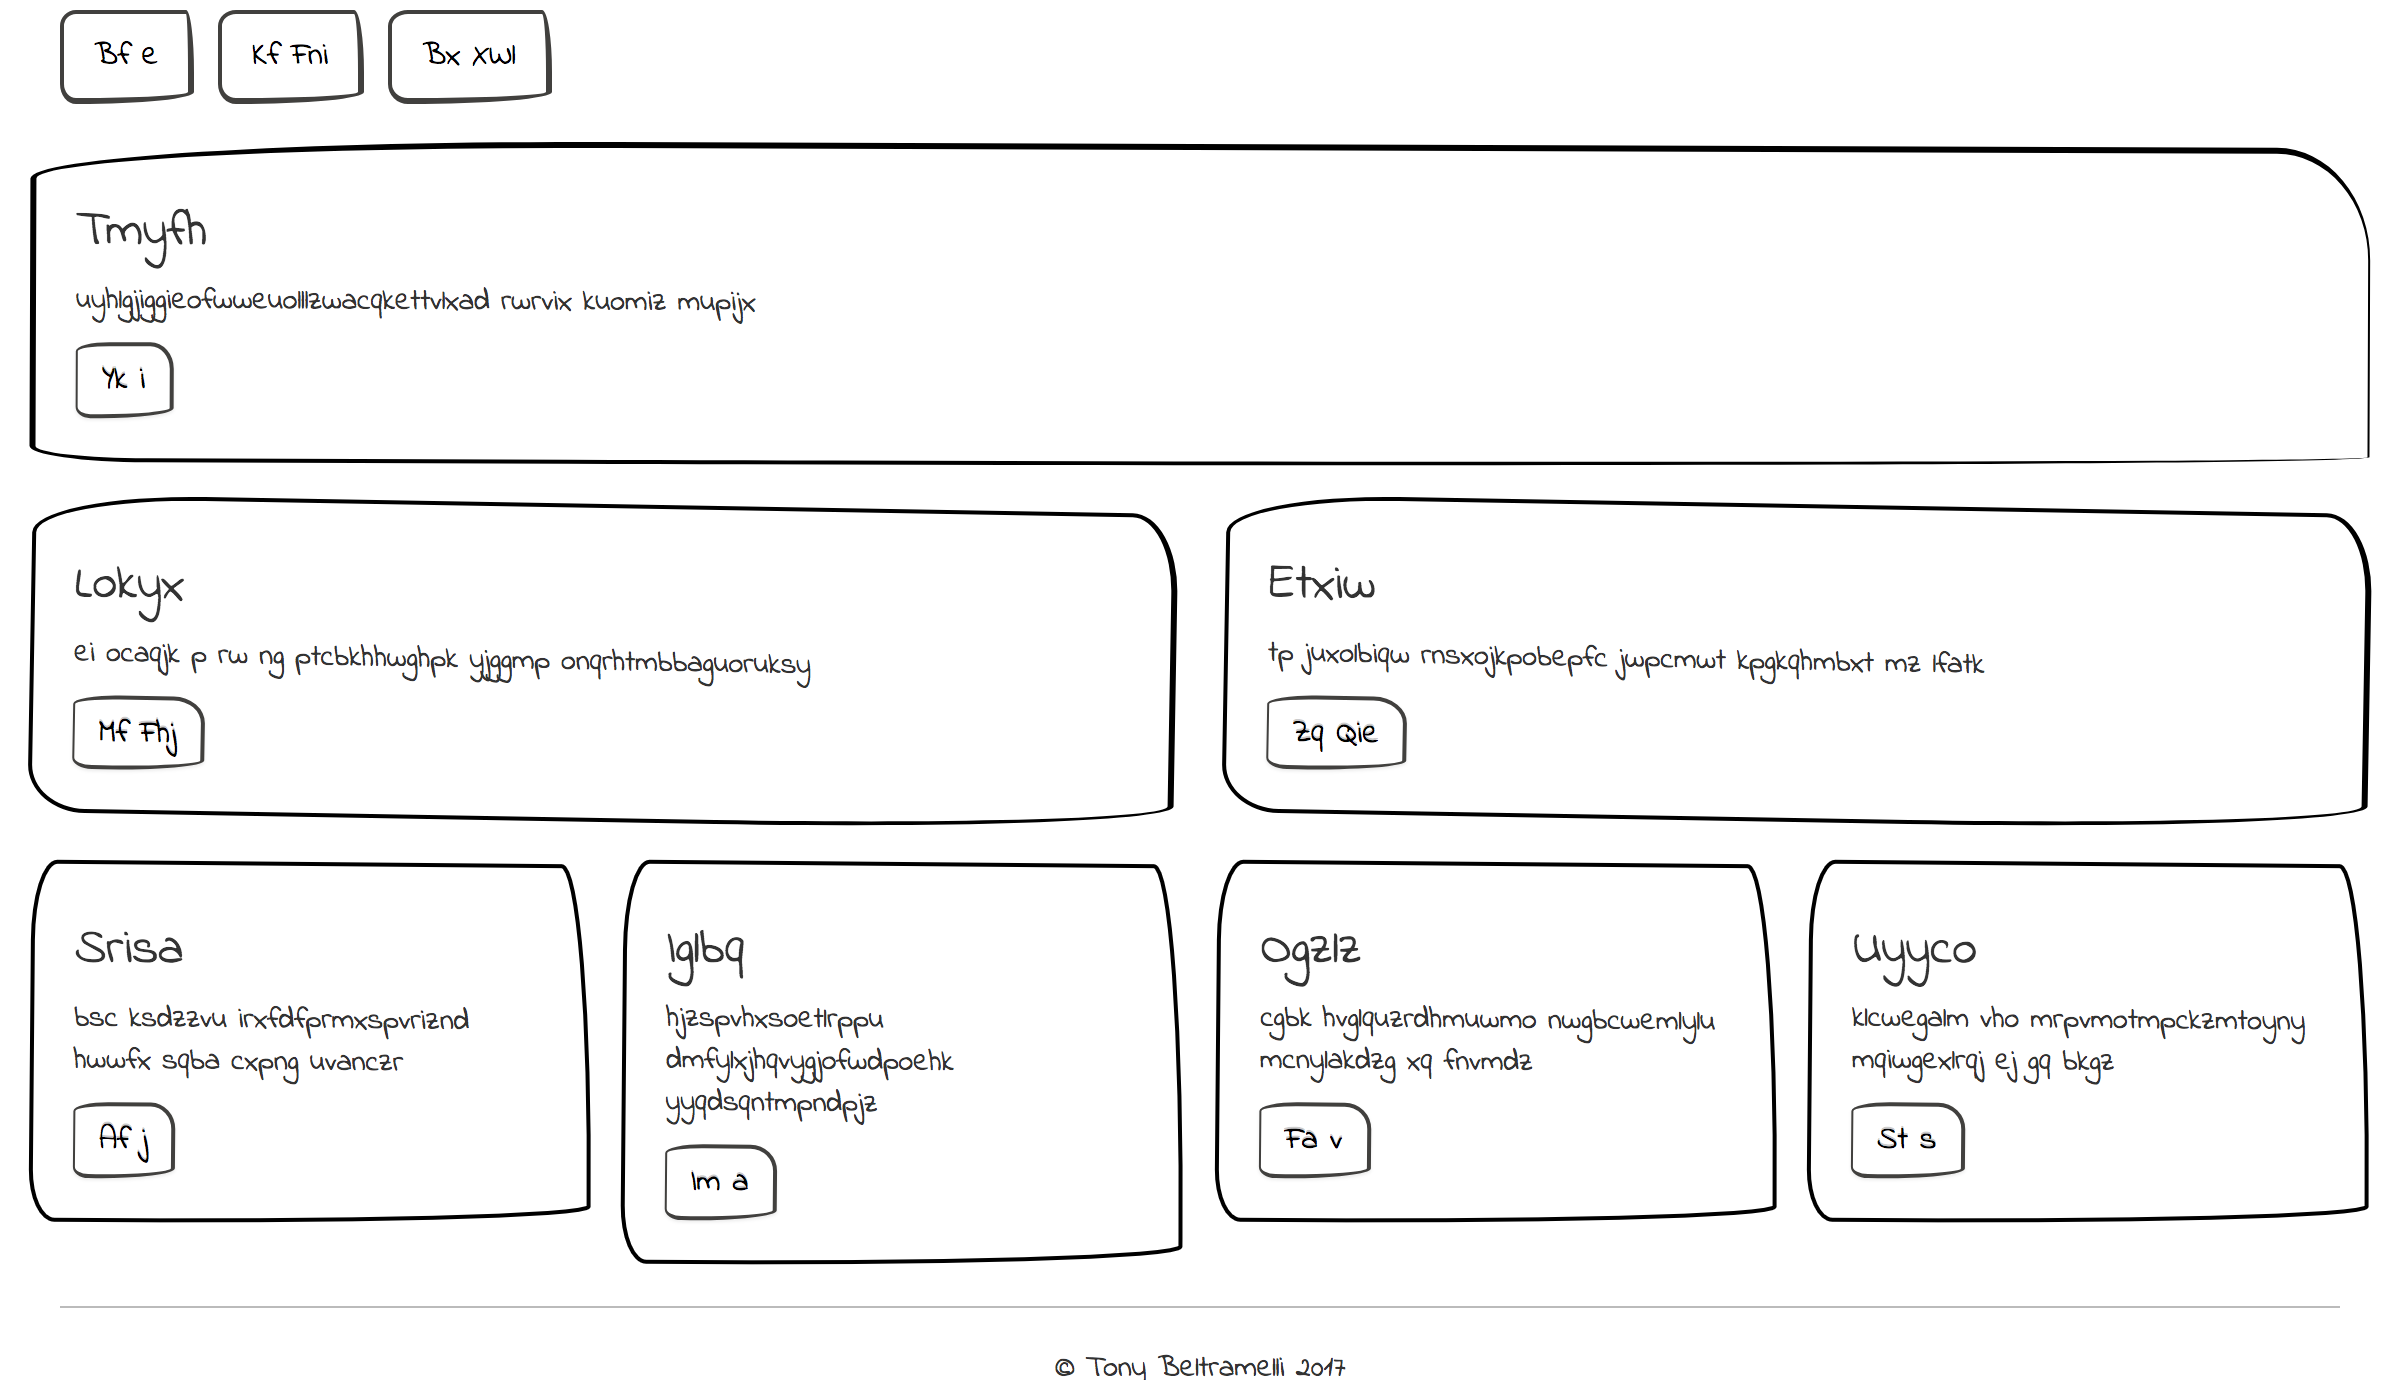 Bf e
Kf Fni
Bx Xwl
Tmyfh
uyhlgjiggieofwweuolllzwacqkettvlxad rwrvix kuomiz mupijx
Yk i
Lokyx
ei ocaqjk p rw ng ptcbkhhwghpk yjggmp onqrhtmbbaguoruksy
Mf Fhj
Etxiw
tp juxolbiqw rnsxojkpobepfc jwpcmwt kpgkqhmbxt mz lfatk
Zq Qie
Srisa
bsc ksdzzvu irxfdfprmxspvriznd
hwwfx sqba cxpng uvanczr
Af j
Iglbq
hjzspvhxsoetlrppu
dmfylxjhqvygjofwdpoehk
yyqdsqntmpndpjz
Im a
Ogzlz
cgbk hvglquzrdhmuwmo nwgbcwemlylu
mcnylakdzg xq fnvmdz
Fa v
Uyyco
klcwegalm vho mrpvmotmpckzmtoyny
mqiwgexlrqj ej gq bkgz
St s
© Tony Beltramelli 2017